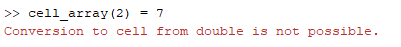 >> cell_array(2) = 7
Conversion to cell from double is not possible.